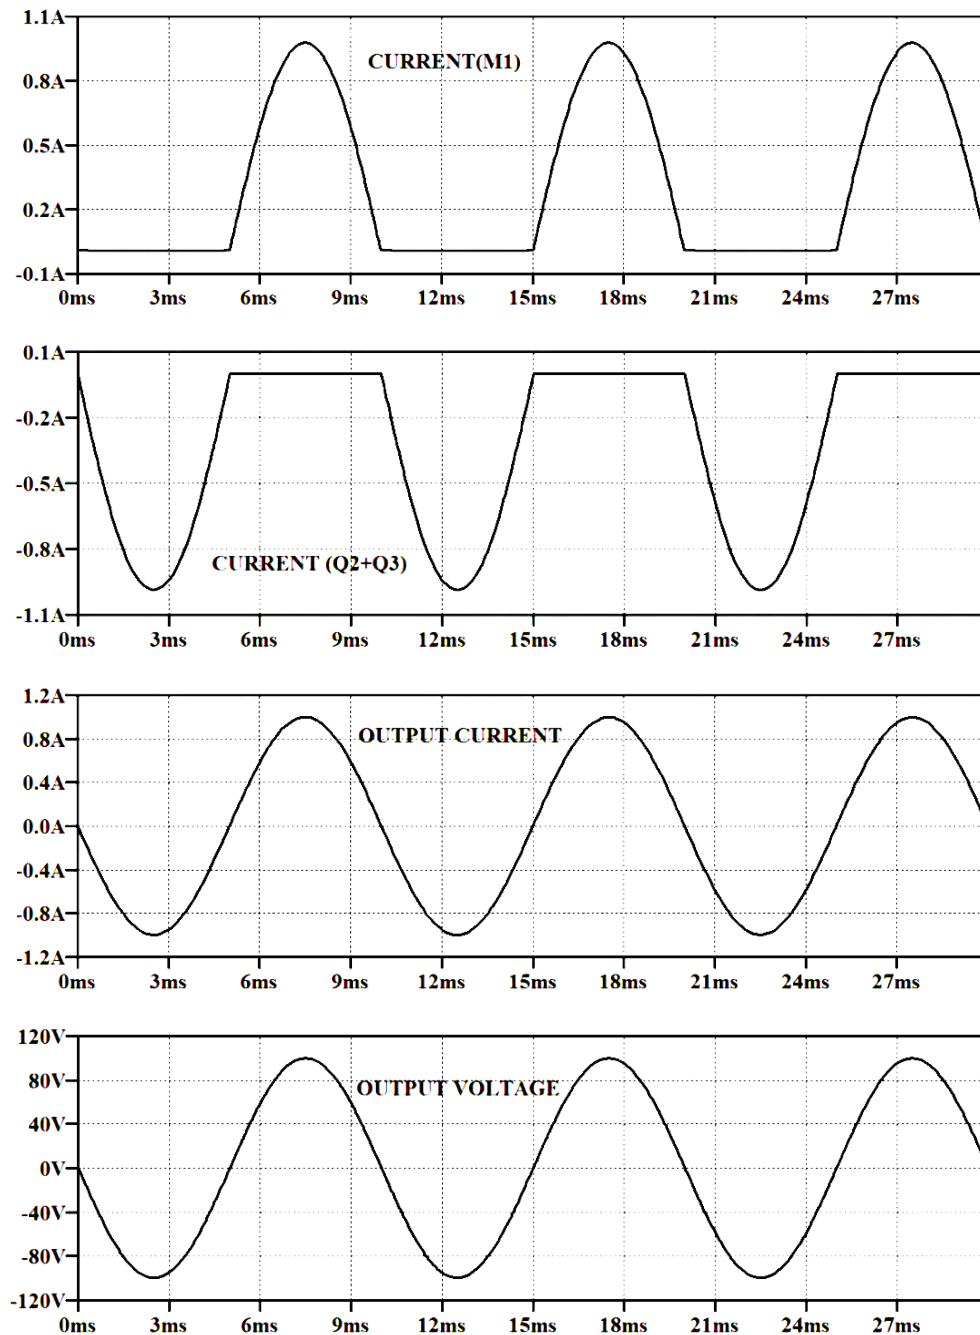 1.1A
CURRENT(M1)
0.8A
0.5A
0.2A
-0.1A
0ms 3ms 6ms 9ms 12ms 15ms 18ms 21ms 24ms 27ms
0.1A
-0.2A
-0.5A
-0.8A
CURRENT (Q2+Q3)
-1.1A
0ms 3ms 6ms 9ms 12ms 15ms 18ms 21ms 24ms 27ms
1.2A
OUTPUT CURRENT
0.8A
0.4A
0.0A
-0.4A
-0.8A
-1.2A
0ms 3ms 6ms 9ms 12ms 15ms 18ms 21ms 24ms 27ms
120V
80V
OUTPUT VOLTAGE
40V
0V
-40V
-80V
-120V
0ms 3ms 6ms 9ms 12ms 15ms 18ms 21ms 24ms 27ms